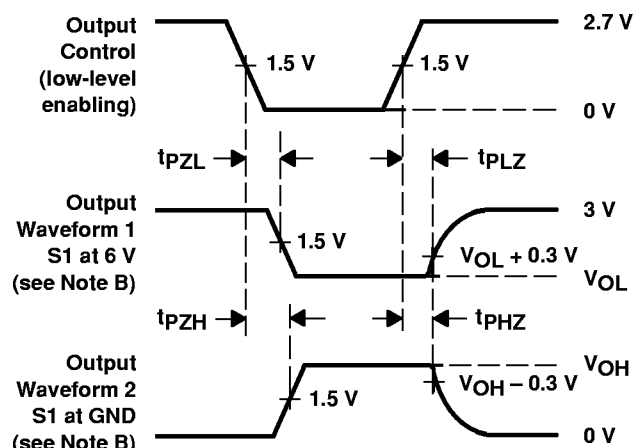 Output
Control
(low-level
enabling)
2.7 V
1.5 V
1.5 V
0 V
tPZL
tPLZ
Output
Waveform 1
S1 at 6 V
(see Note B)
3 V
1.5 V
VOL + 0.3 V
VOL
tPZH
tPHZ
Output
Waveform 2
S1 at GND
(see Note B)
VOH
1.5 V
VOH – 0.3 V
0 V